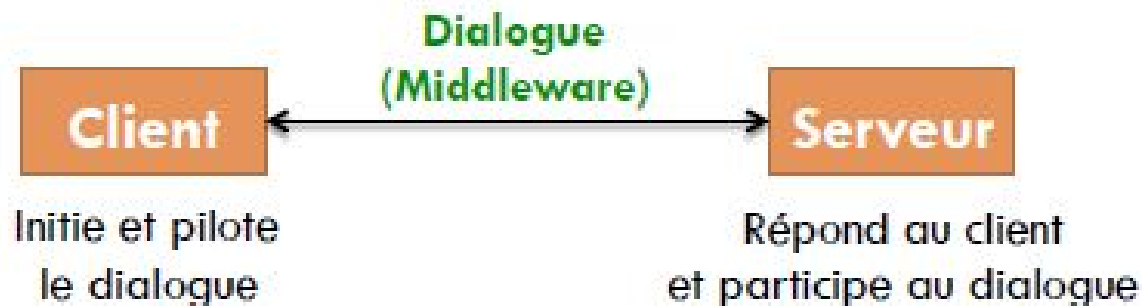 Dialogue
(Middleware)
Client
Serveur
Initie et pilote
le dialogue
Répond au client
et participe au dialogue